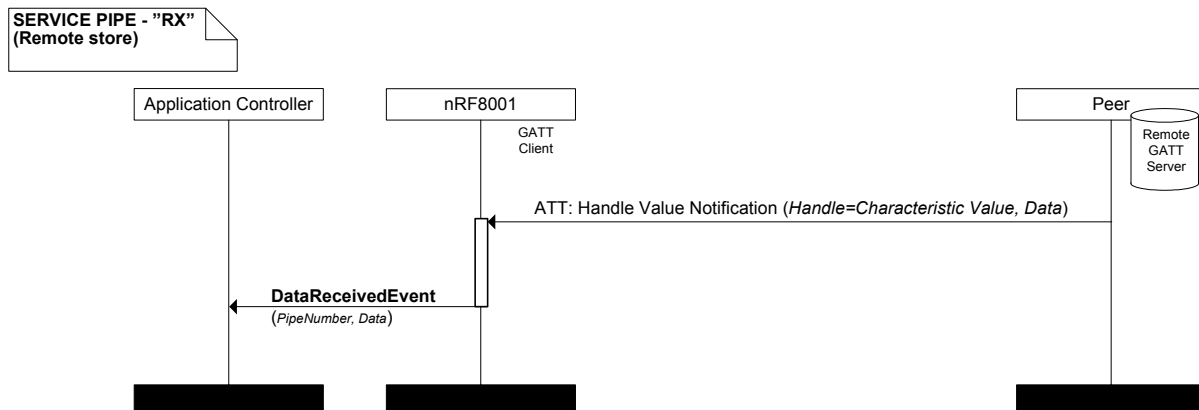 SERVICE PIPE - ”RX”
(Remote store)
Application Controller
nRF8001
Peer
GATT
Client
Remote
GATT
Server
ATT: Handle Value Notification (Handle=Characteristic Value, Data)
DataReceivedEvent
(PipeNumber, Data)